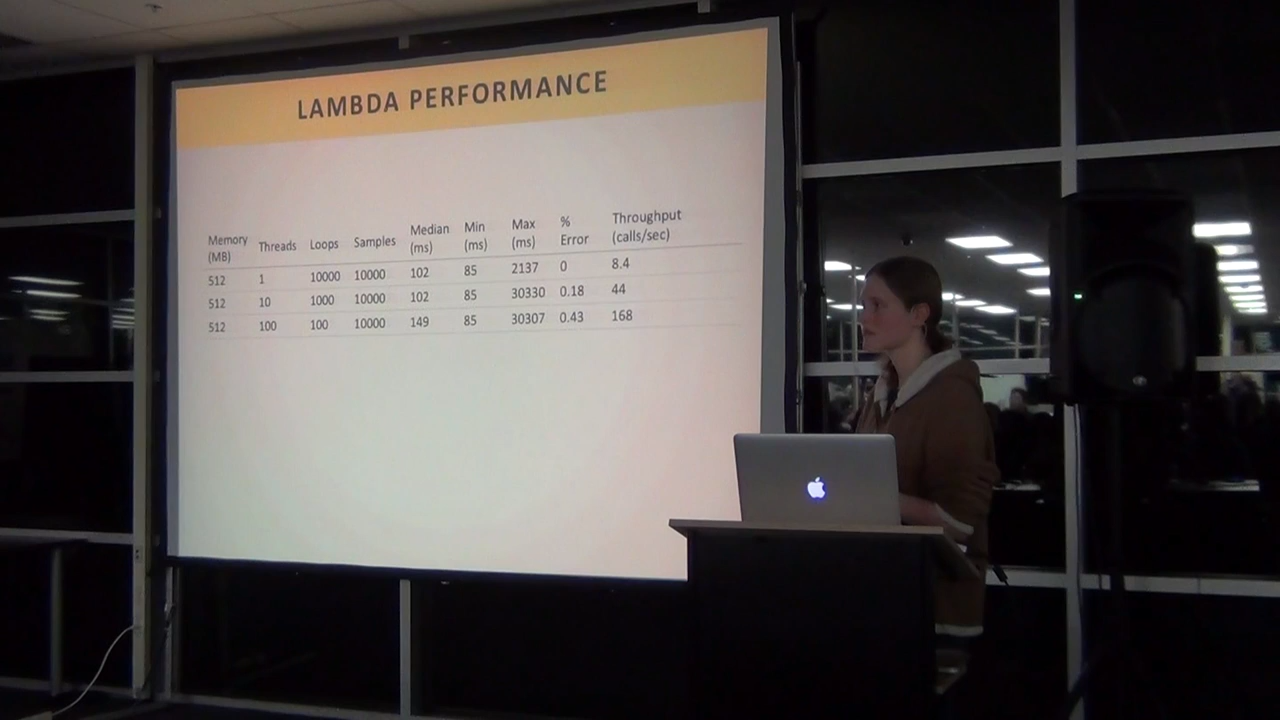 LAMBDA PERFORMANCE
Memory (MB) Threads Loops Samples Median (ms) Min (ms) Max (ms) % Error Throughput (calls/sec)
512 1 10000 10000 102 85 2137 0 8.4
512 10 1000 10000 102 85 30330 0.18 44
512 100 100 10000 149 85 30307 0.43 168